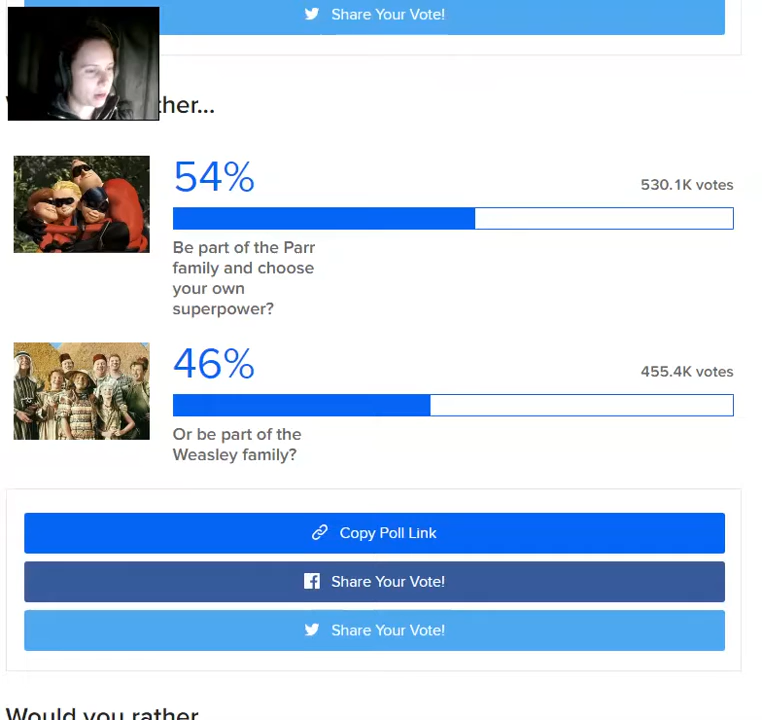 Share Your Vote!
ther...
54%
530.1K votes
Be part of the Parr
family and choose
your own
superpower?
46%
455.4K votes
Or be part of the
Weasley family?
Copy Poll Link
Share Your Vote!
Share Your Vote!
Would you rather